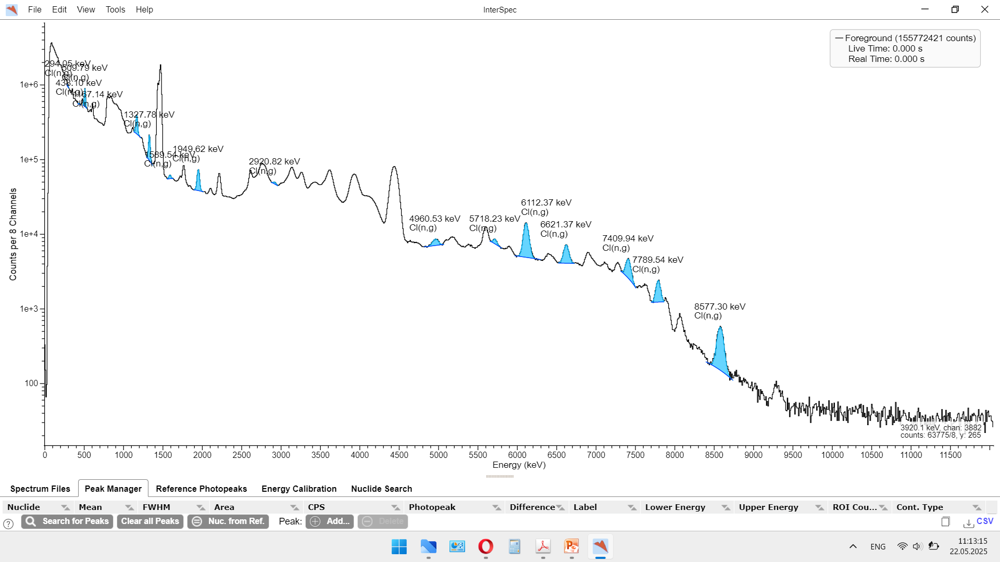 File Edit View Tools Help
InterSpec
Foreground (155772421 counts)
Live Time: 0.000 s
Real Time: 0.000 s
294.05 keV
Cl(n,g)
509.79 keV
Cl(n,g)
438.10 keV
Cl(n,g)
1167.14 keV
Cl(n,g)
1327.78 keV
Cl(n,g)
1589.54 keV
Cl(n,g)
1949.62 keV
Cl(n,g)
2920.82 keV
Cl(n,g)
4960.53 keV
Cl(n,g)
5718.23 keV
Cl(n,g)
6112.37 keV
Cl(n,g)
6621.37 keV
Cl(n,g)
7409.94 keV
Cl(n,g)
7789.54 keV
Cl(n,g)
8577.30 keV
Cl(n,g)
1e+6
1e+5
1e+4
1e+3
100
Counts per 8 Channels
3920.1 keV, chan: 3882
counts: 63775/8, y: 265
0 500 1000 1500 2000 2500 3000 3500 4000 4500 5000 5500 6000 6500 7000 7500 8000 8500 9000 9500 10000 10500 11000 11500
Energy (keV)
Spectrum Files Peak Manager Reference Photopeaks Energy Calibration Nuclide Search
Nuclide Mean FWHM Area CPS Photopeak Difference Label Lower Energy Upper Energy ROI Cou... Cont. Type
? Search for Peaks Clear all Peaks Nuc. from Ref. Peak: Add... Delete CSV
ENG
11:13:15
22.05.2025